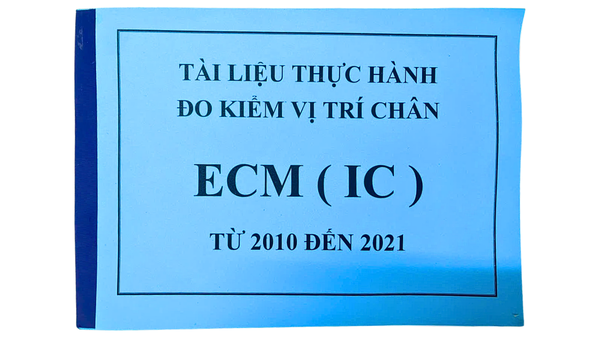 TÀI LIỆU THỰC HÀNH
ĐO KIỂM VỊ TRÍ CHÂN
ECM ( IC )
TỪ 2010 ĐẾN 2021